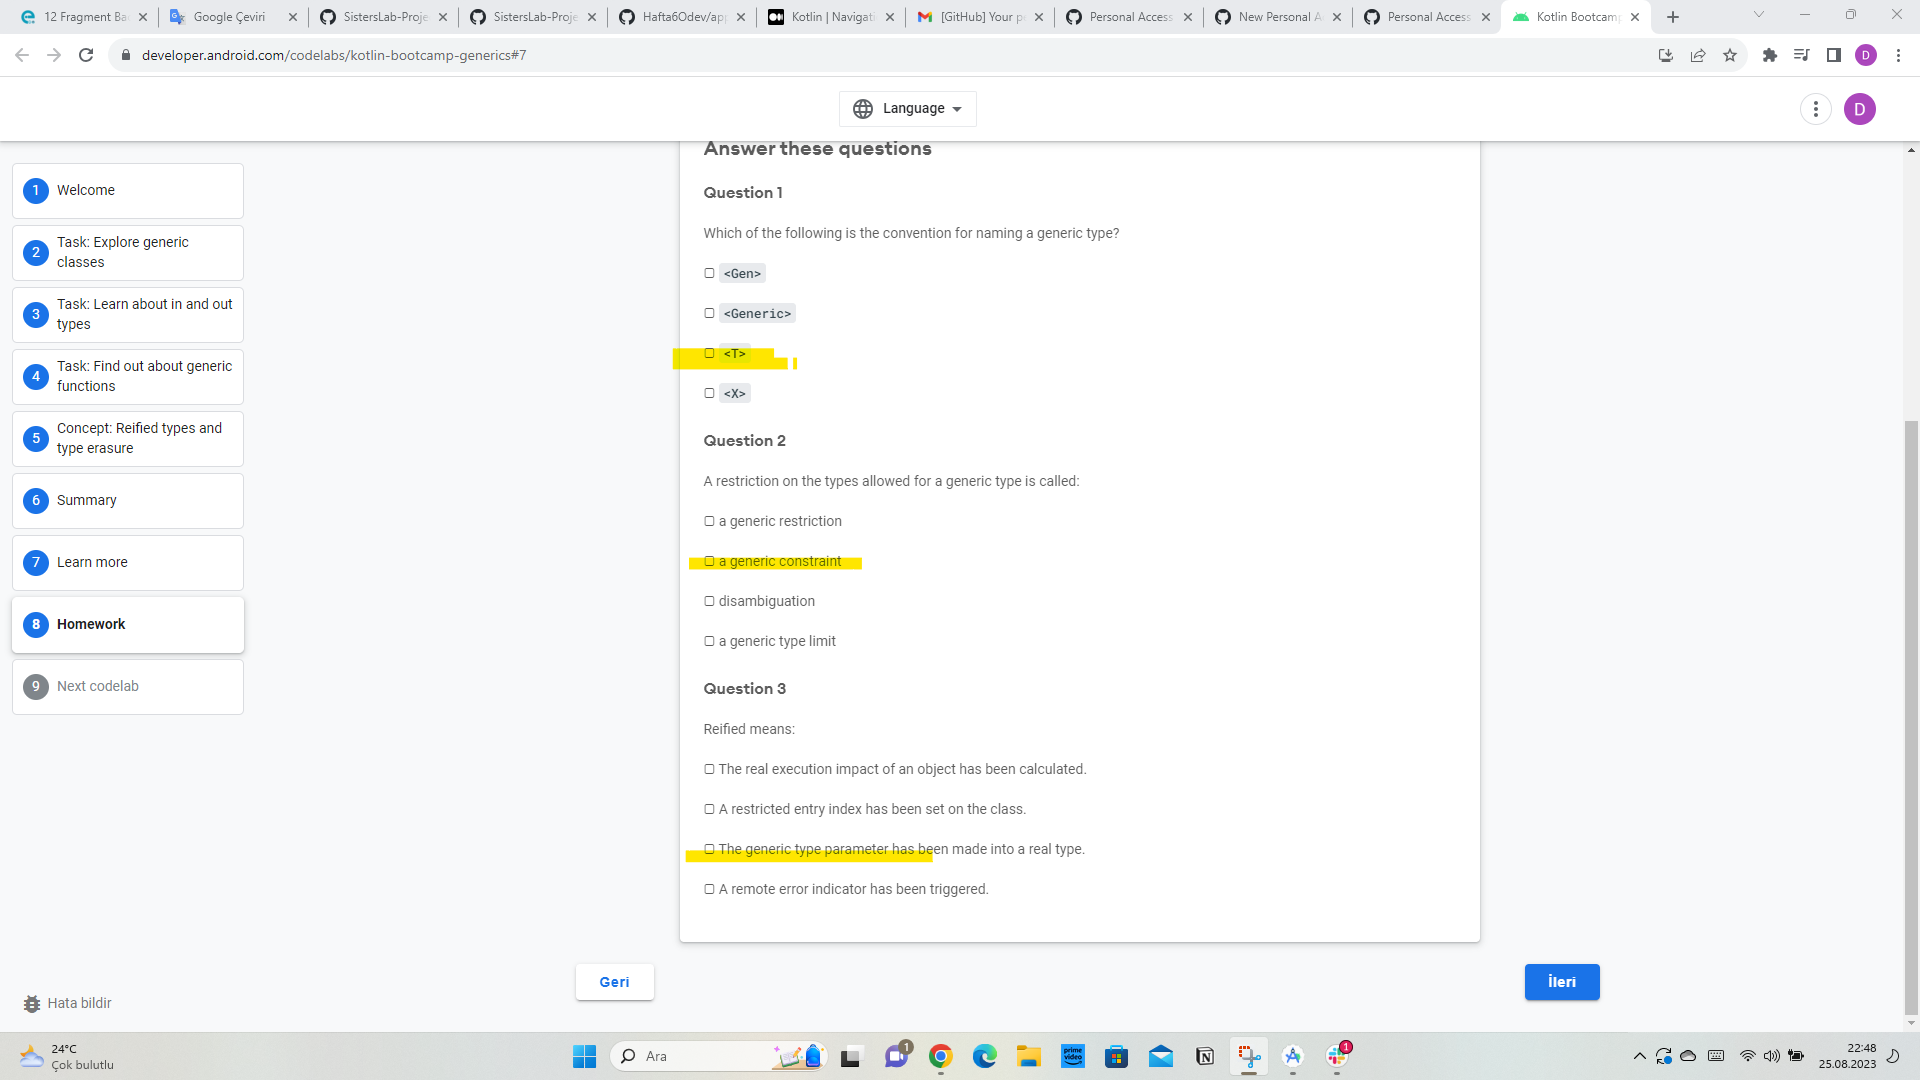 12 Fragment Ba
Google Çeviri
SistersLab-Proje
SistersLab-Proje
Hafta6Odev/app
Kotlin | Navigati
[GitHub] Your p
Personal Access
New Personal A
Personal Access
Kotlin Bootcamp
developer.android.com/codelabs/kotlin-bootcamp-generics#7
D
Language
D
1 Welcome
2 Task: Explore generic
classes
3 Task: Learn about in and out
types
4 Task: Find out about generic
functions
5 Concept: Reified types and
type erasure
6 Summary
7 Learn more
8 Homework
9 Next codelab
Hata bildir
Answer these questions
Question 1
Which of the following is the convention for naming a generic type?
<Gen>
<Generic>
<T>
<X>
Question 2
A restriction on the types allowed for a generic type is called:
a generic restriction
a generic constraint
disambiguation
a generic type limit
Question 3
Reified means:
The real execution impact of an object has been calculated.
A restricted entry index has been set on the class.
The generic type parameter has been made into a real type.
A remote error indicator has been triggered.
Geri
İleri
24°C
Çok bulutlu
Ara
1
prime
video
1
22:48
25.08.2023